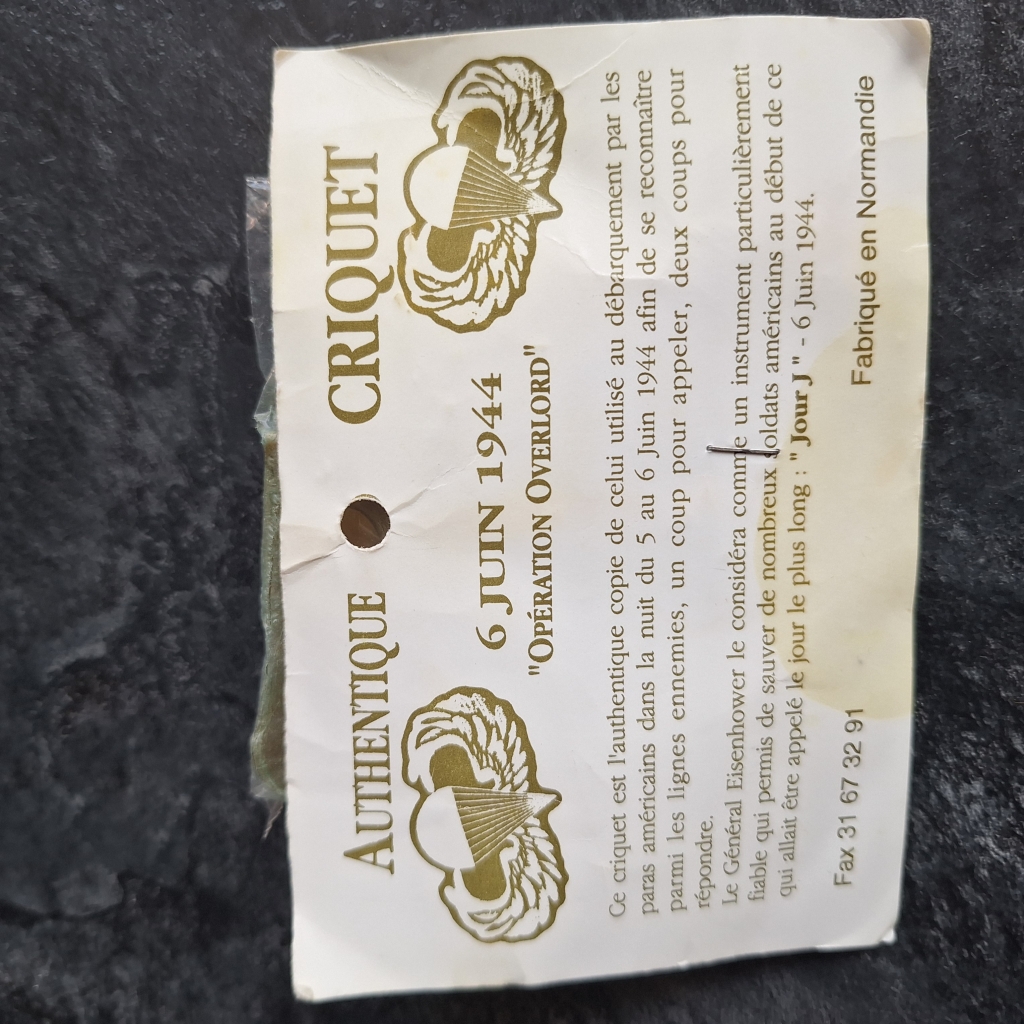 AUTHENTIQUE CRIQUET
6 JUIN 1944
"OPÉRATION OVERLORD"
Ce criquet est l'authentique copie de celui utilisé au débarquement par les
paras américains dans la nuit du 5 au 6 Juin 1944 afin de se reconnaître
parmi les lignes ennemies, un coup pour appeler, deux coups pour
répondre.
Le Général Eisenhower le considéra comme un instrument particulièrement
fiable qui permis de sauver de nombreux soldats américains au début de ce
qui allait être appelé le jour le plus long : " Jour J " - 6 Juin 1944.
Fax 31 67 32 91 Fabriqué en Normandie